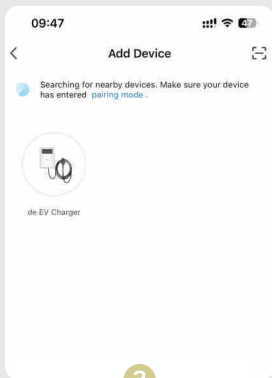 09:47
47
Add Device
Searching for nearby devices. Make sure your device
has entered pairing mode .
de EV Charger